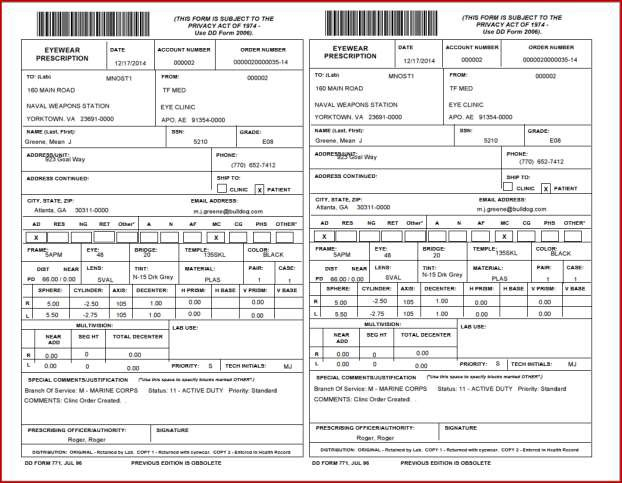 (THIS FORM IS SUBJECT TO THE
PRIVACY ACT OF 1974 -
Use DD Form 2006).
EYEWEAR PRESCRIPTION
DATE
12/17/2014
ACCOUNT NUMBER
000002
ORDER NUMBER
0000020000035-14
TO: (Lab) MNOST1
FROM: 000002
160 MAIN ROAD
TF MED
NAVAL WEAPONS STATION
EYE CLINIC
YORKTOWN. VA 23691-0000
APO, AE 91354-0000
NAME (Last, First): SSN: GRADE:
Greene, Mean J 5210 E08
ADDRESS/UNIT: PHONE:
923 Goal Way (770) 652-7412
ADDRESS CONTINUED: SHIP TO:
CLINIC X PATIENT
CITY, STATE, ZIP: EMAIL ADDRESS:
Atlanta, GA 30311-0000 m.j.greene@bulldog.com
AD RES NG RET Other* A N AF MC CG PHS OTHER*
X X
FRAME: EYE: BRIDGE: TEMPLE: COLOR:
5APM 48 20 135SKL BLACK
DIST NEAR LENS: TINT: MATERIAL: PAIR: CASE:
PD 66.00 / 0.00 SVAL N-15 Drk Grey PLAS 1 1
SPHERE: CYLINDER: AXIS: DECENTER: H PRISM: H BASE V PRISM: V BASE
R 5.00 -2.50 105 1.00 0.00 0.00
L 5.50 -2.75 105 1.00 0.00 0.00
MULTIVISION: LAB USE:
NEAR ADD SEG HT TOTAL DECENTER
R 0.00 0 0.00
L 0.00 0 0.00 PRIORITY: S TECH INITIALS: MJ
SPECIAL COMMENTS/JUSTIFICATION (*Use this space to specify blocks marked OTHER*.)
Branch Of Service: M - MARINE CORPS Status: 11 - ACTIVE DUTY Priority: Standard
COMMENTS: Clinc Order Created: .
PRESCRIBING OFFICER/AUTHORITY: SIGNATURE
Roger, Roger
DISTRIBUTION: ORIGINAL - Retained by Lab. COPY 1 - Returned with eyewear. COPY 2 - Entered in Health Record
DD FORM 771, JUL 96 PREVIOUS EDITION IS OBSOLETE
(THIS FORM IS SUBJECT TO THE
PRIVACY ACT OF 1974 -
Use DD Form 2006).
EYEWEAR PRESCRIPTION
DATE
12/17/2014
ACCOUNT NUMBER
000002
ORDER NUMBER
0000020000035-14
TO: (Lab) MNOST1
FROM: 000002
160 MAIN ROAD
TF MED
NAVAL WEAPONS STATION
EYE CLINIC
YORKTOWN. VA 23691-0000
APO, AE 91354-0000
NAME (Last, First): SSN: GRADE:
Greene, Mean J 5210 E08
ADDRESS/UNIT: PHONE:
923 Goal Way (770) 652-7412
ADDRESS CONTINUED: SHIP TO:
CLINIC X PATIENT
CITY, STATE, ZIP: EMAIL ADDRESS:
Atlanta, GA 30311-0000 m.j.greene@bulldog.com
AD RES NG RET Other* A N AF MC CG PHS OTHER*
X X
FRAME: EYE: BRIDGE: TEMPLE: COLOR:
5APM 48 20 135SKL BLACK
DIST NEAR LENS: TINT: MATERIAL: PAIR: CASE:
PD 66.00 / 0.00 SVAL N-15 Drk Grey PLAS 1 1
SPHERE: CYLINDER: AXIS: DECENTER: H PRISM: H BASE V PRISM: V BASE
R 5.00 -2.50 105 1.00 0.00 0.00
L 5.50 -2.75 105 1.00 0.00 0.00
MULTIVISION: LAB USE:
NEAR ADD SEG HT TOTAL DECENTER
R 0.00 0 0.00
L 0.00 0 0.00 PRIORITY: S TECH INITIALS: MJ
SPECIAL COMMENTS/JUSTIFICATION (*Use this space to specify blocks marked OTHER*.)
Branch Of Service: M - MARINE CORPS Status: 11 - ACTIVE DUTY Priority: Standard
COMMENTS: Clinc Order Created: .
PRESCRIBING OFFICER/AUTHORITY: SIGNATURE
Roger, Roger
DISTRIBUTION: ORIGINAL - Retained by Lab. COPY 1 - Returned with eyewear. COPY 2 - Entered in Health Record
DD FORM 771, JUL 96 PREVIOUS EDITION IS OBSOLETE